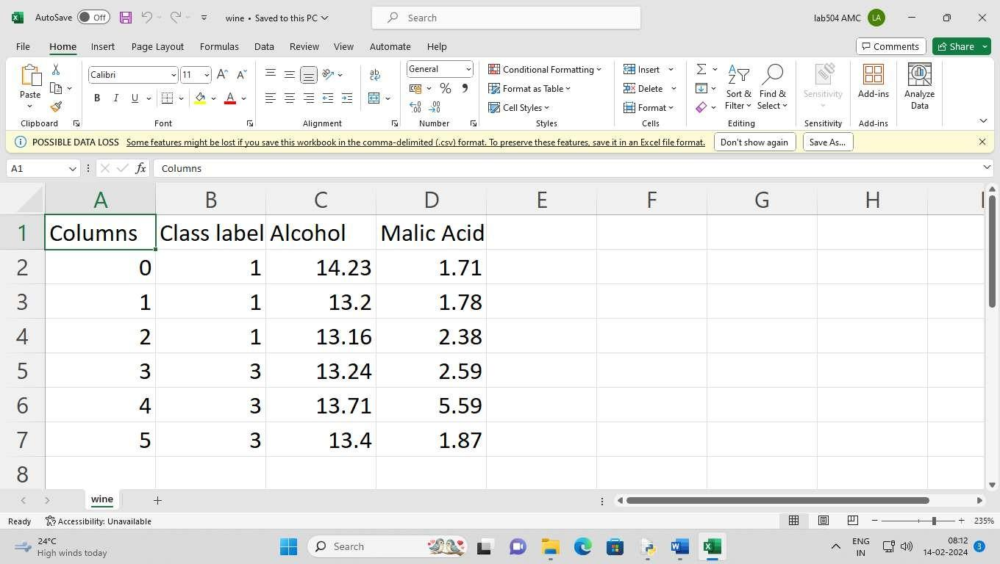 AutoSave Off wine • Saved to this PC Search lab504 AMC LA
File Home Insert Page Layout Formulas Data Review View Automate Help Comments Share
Calibri 11 General Conditional Formatting Insert
Paste B I U Format as Table Delete Sort & Filter Find & Select Sensitivity Add-ins Analyze Data
Cell Styles Format
Clipboard Font Alignment Number Styles Cells Editing Sensitivity Add-ins
POSSIBLE DATA LOSS Some features might be lost if you save this workbook in the comma-delimited (.csv) format. To preserve these features, save it in an Excel file format. Don't show again Save As...
A1 fx Columns
A B C D E F G H
1 Columns Class label Alcohol Malic Acid
2 0 1 14.23 1.71
3 1 1 13.2 1.78
4 2 1 13.16 2.38
5 3 3 13.24 2.59
6 4 3 13.71 5.59
7 5 3 13.4 1.87
8
wine
Ready Accessibility: Unavailable 235%
24°C
High winds today
Search
ENG
IN
08:12
14-02-2024
3